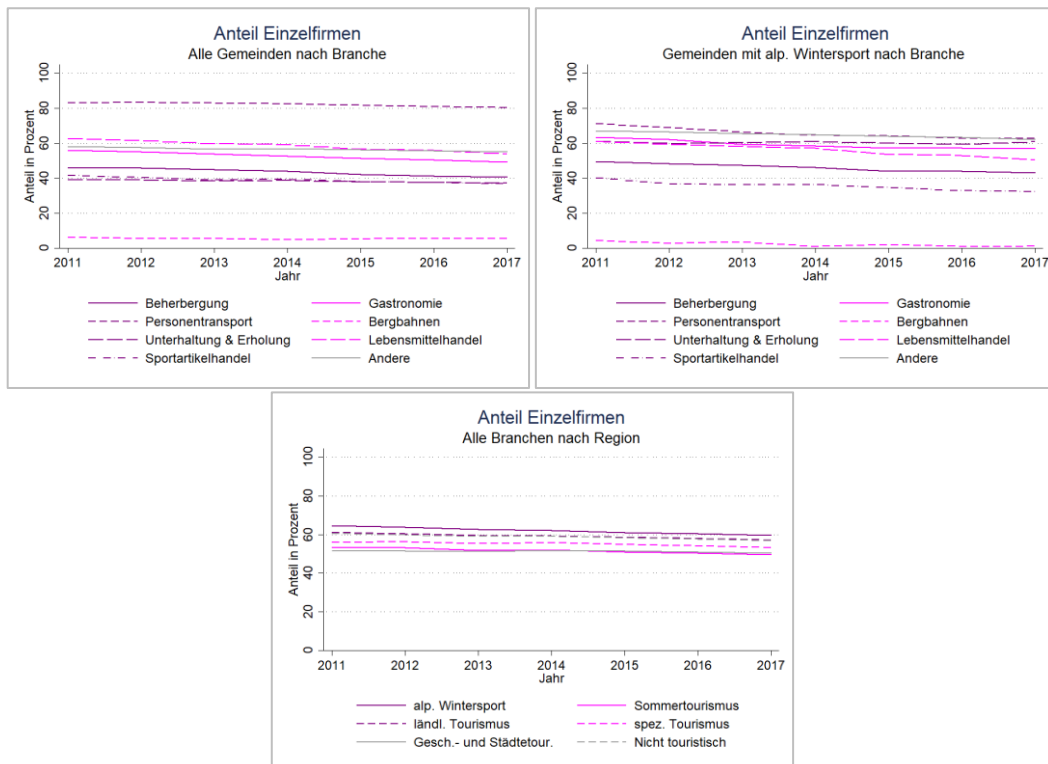 Anteil Einzelfirmen
Alle Gemeinden nach Branche
Anteil in Prozent
100
80
60
40
20
0
2011 2012 2013 2014 2015 2016 2017
Jahr
Beherbergung Gastronomie
Personentransport Bergbahnen
Unterhaltung & Erholung Lebensmittelhandel
Sportartikelhandel Andere
Anteil Einzelfirmen
Gemeinden mit alp. Wintersport nach Branche
Anteil in Prozent
100
80
60
40
20
0
2011 2012 2013 2014 2015 2016 2017
Jahr
Beherbergung Gastronomie
Personentransport Bergbahnen
Unterhaltung & Erholung Lebensmittelhandel
Sportartikelhandel Andere
Anteil Einzelfirmen
Alle Branchen nach Region
Anteil in Prozent
100
80
60
40
20
0
2011 2012 2013 2014 2015 2016 2017
Jahr
alp. Wintersport Sommertourismus
ländl. Tourismus spez. Tourismus
Gesch.- und Städtetour. Nicht touristisch